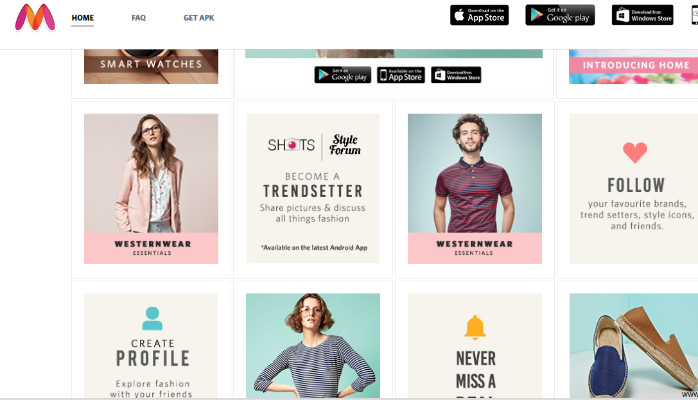 HOME
FAQ
GET APK
Download on the
App Store
Get it on
Google play
Download from
Windows Store
SMART WATCHES
Get it on
Google play
Available on the
App Store
Download from
Windows Store
INTRODUCING HOME
WESTERNWEAR
ESSENTIALS
SHOTS
Style
Forum
BECOME A
TRENDSETTER
Share pictures & discuss
all things fashion
*Available on the latest Android App
WESTERNWEAR
ESSENTIALS
FOLLOW
your favourite brands,
trend setters, style icons,
and friends.
CREATE
PROFILE
Explore fashion
with your friends
NEVER
MISS A
www